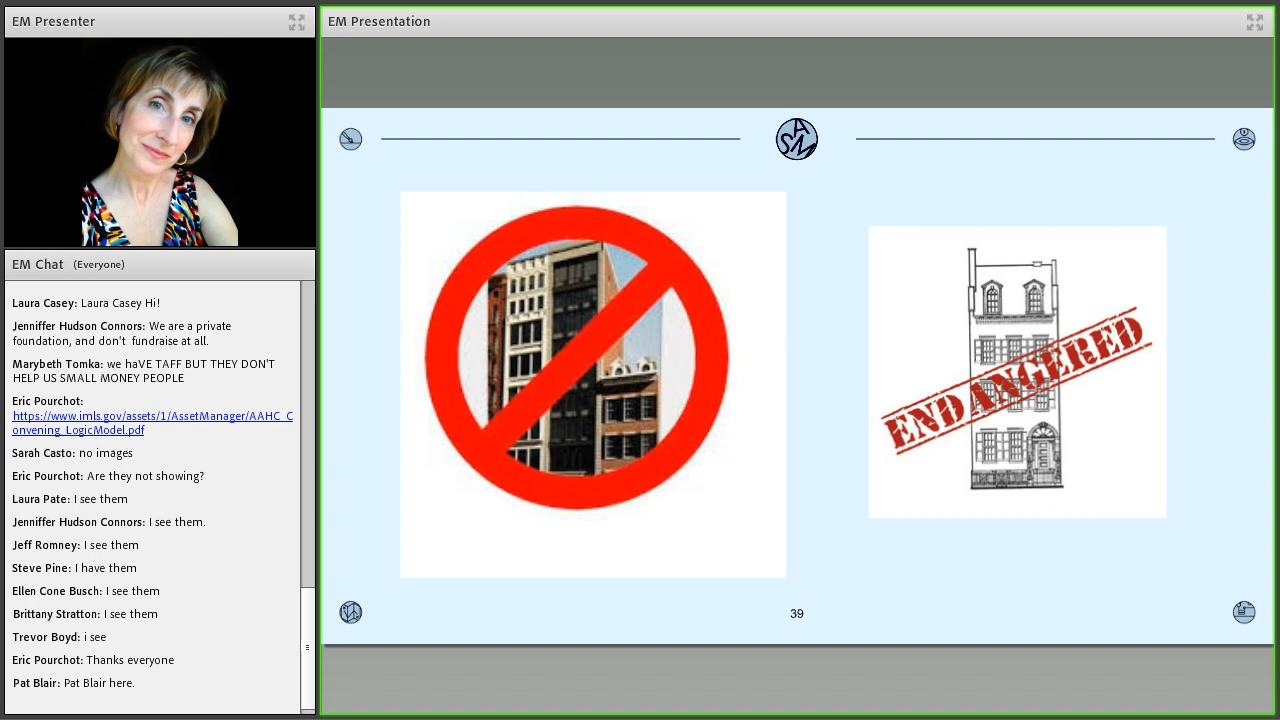 EM Presenter
EM Chat (Everyone)
Laura Casey: Laura Casey Hi!
Jenniffer Hudson Connors: We are a private
foundation, and don't fundraise at all.
Marybeth Tomka: we haVE TAFF BUT THEY DON'T
HELP US SMALL MONEY PEOPLE
Eric Pourchot:
https://www.imls.gov/assets/1/AssetManager/AAHC_C
onvening_LogicModel.pdf
Sarah Casto: no images
Eric Pourchot: Are they not showing?
Laura Pate: I see them
Jenniffer Hudson Connors: I see them.
Jeff Romney: I see them
Steve Pine: I have them
Ellen Cone Busch: I see them
Brittany Stratton: I see them
Trevor Boyd: i see
Eric Pourchot: Thanks everyone
Pat Blair: Pat Blair here.
EM Presentation
ASM
ENDANGERED
39